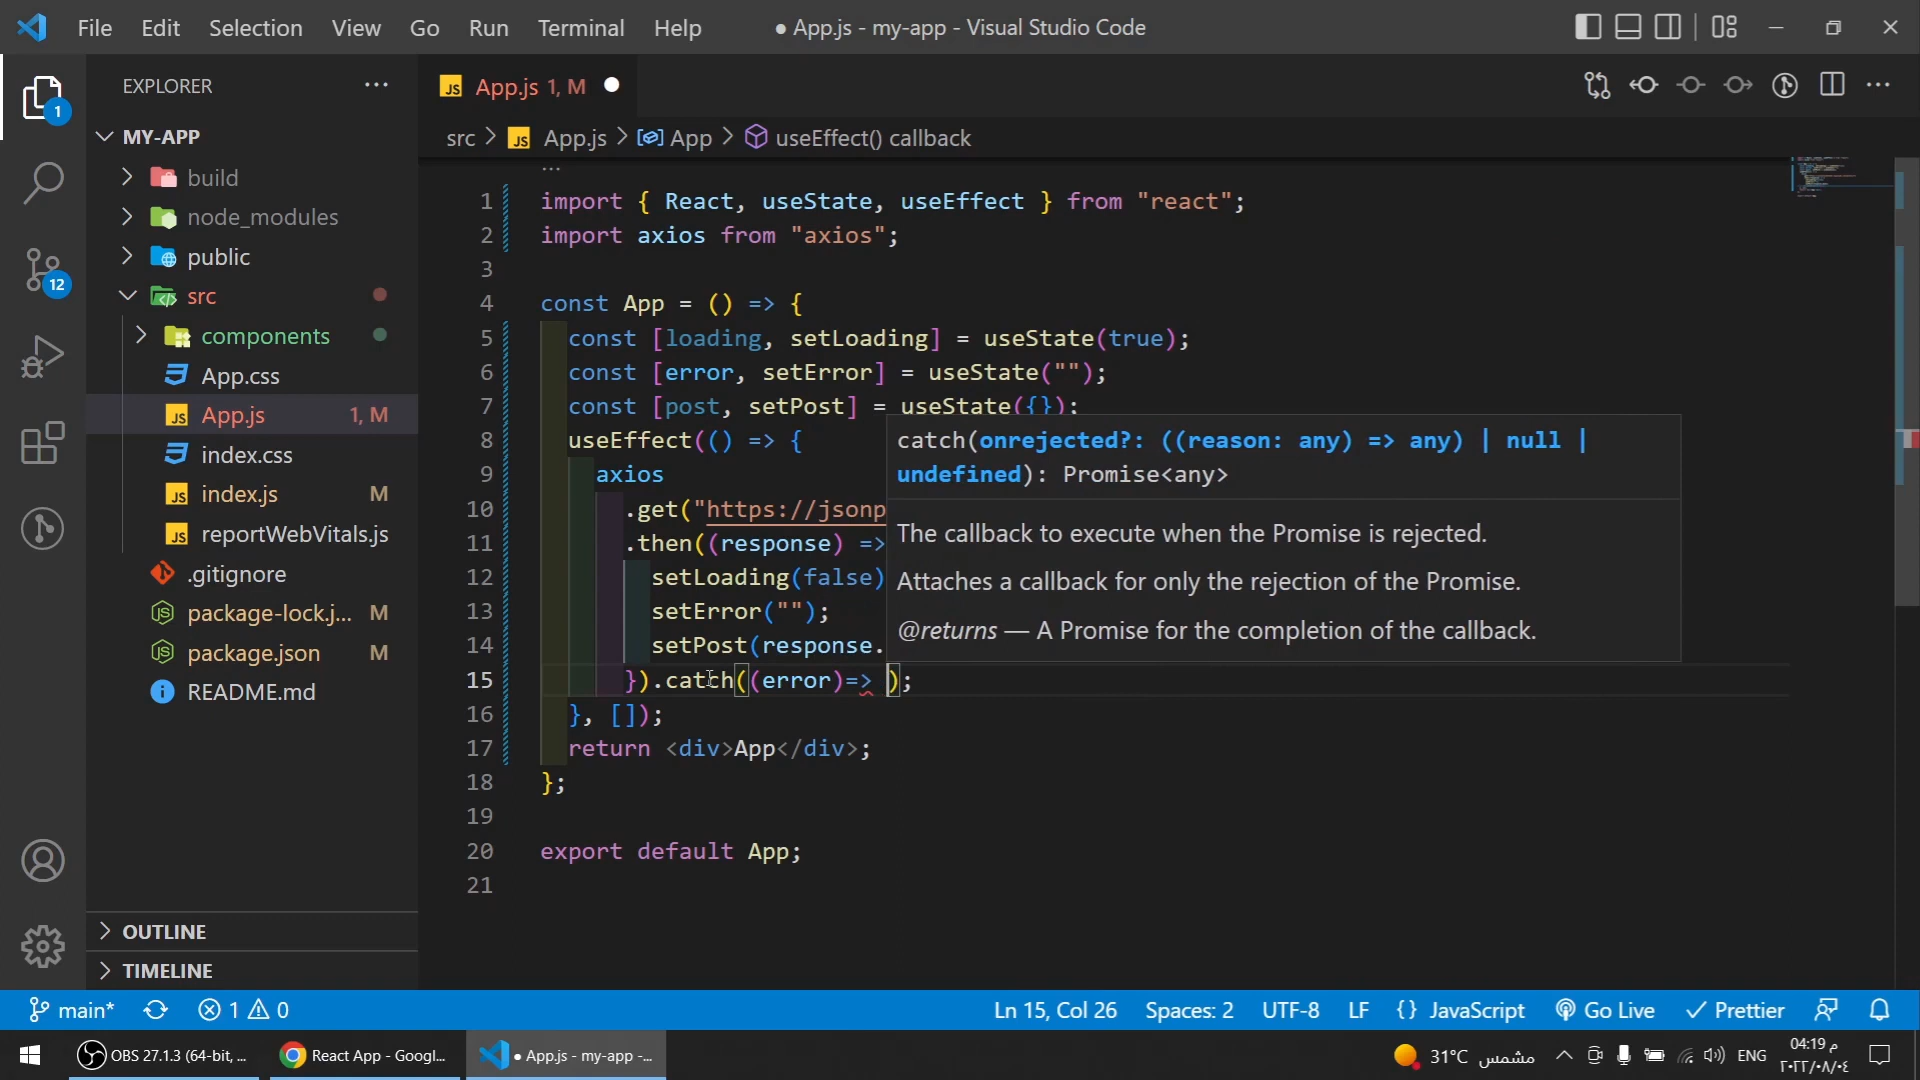 File Edit Selection View Go Run Terminal Help
● App.js - my-app - Visual Studio Code
EXPLORER
MY-APP
build
node_modules
public
src
components
App.css
App.js 1, M
index.css
index.js M
reportWebVitals.js
.gitignore
package-lock.j... M
package.json M
README.md
OUTLINE
TIMELINE
1
12
App.js 1, M
src > App.js > App > useEffect() callback
1 import { React, useState, useEffect } from "react";
2 import axios from "axios";
3
4 const App = () => {
5 const [loading, setLoading] = useState(true);
6 const [error, setError] = useState("");
7 const [post, setPost] = useState({});
8 useEffect(() => {
9 axios
10 .get("https://jsonp
11 .then((response) =>
12 setLoading(false)
13 setError("");
14 setPost(response.
15 }).catch((error)=> );
16 }, []);
17 return <div>App</div>;
18 };
19
20 export default App;
21
catch(onrejected?: ((reason: any) => any) | null |
undefined): Promise<any>
The callback to execute when the Promise is rejected.
Attaches a callback for only the rejection of the Promise.
@returns — A Promise for the completion of the callback.
main* 1 0
Ln 15, Col 26 Spaces: 2 UTF-8 LF {} JavaScript Go Live Prettier
OBS 27.1.3 (64-bit, ... React App - Googl... ● App.js - my-app -...
31°C مشمس ENG
04:19 م
٢٠٢٢/٠٨/٠٤